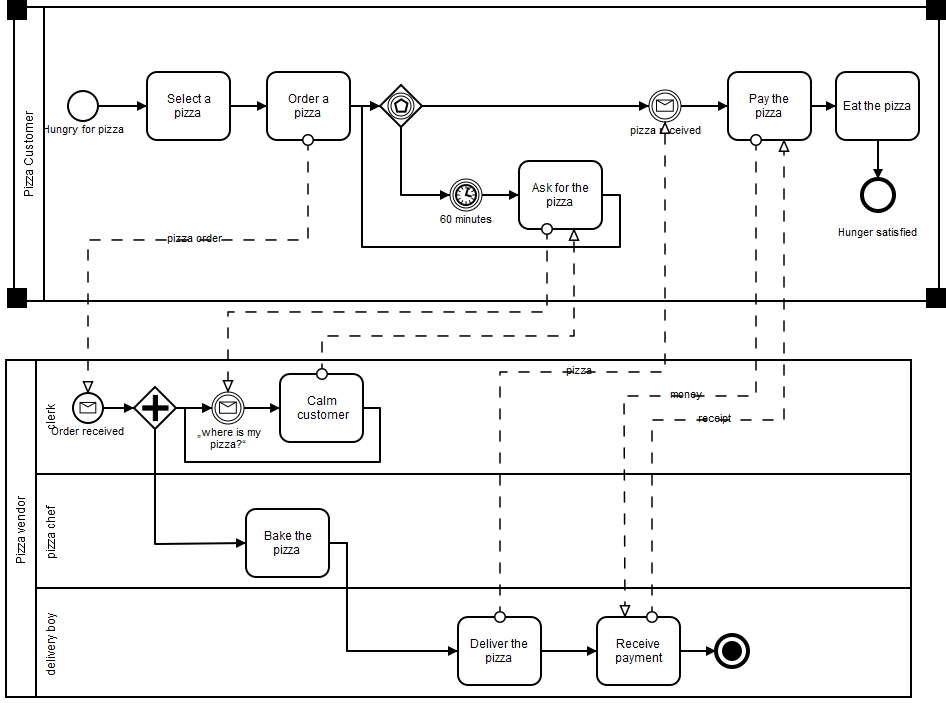 Pizza Customer
Hungry for pizza
Select a
pizza
Order a
pizza
pizza received
Pay the
pizza
Eat the pizza
60 minutes
Ask for the
pizza
Hunger satisfied
pizza order
Pizza vendor
clerk
Order received
„where is my
pizza?“
Calm
customer
pizza
money
receipt
pizza chef
Bake the
pizza
delivery boy
Deliver the
pizza
Receive
payment